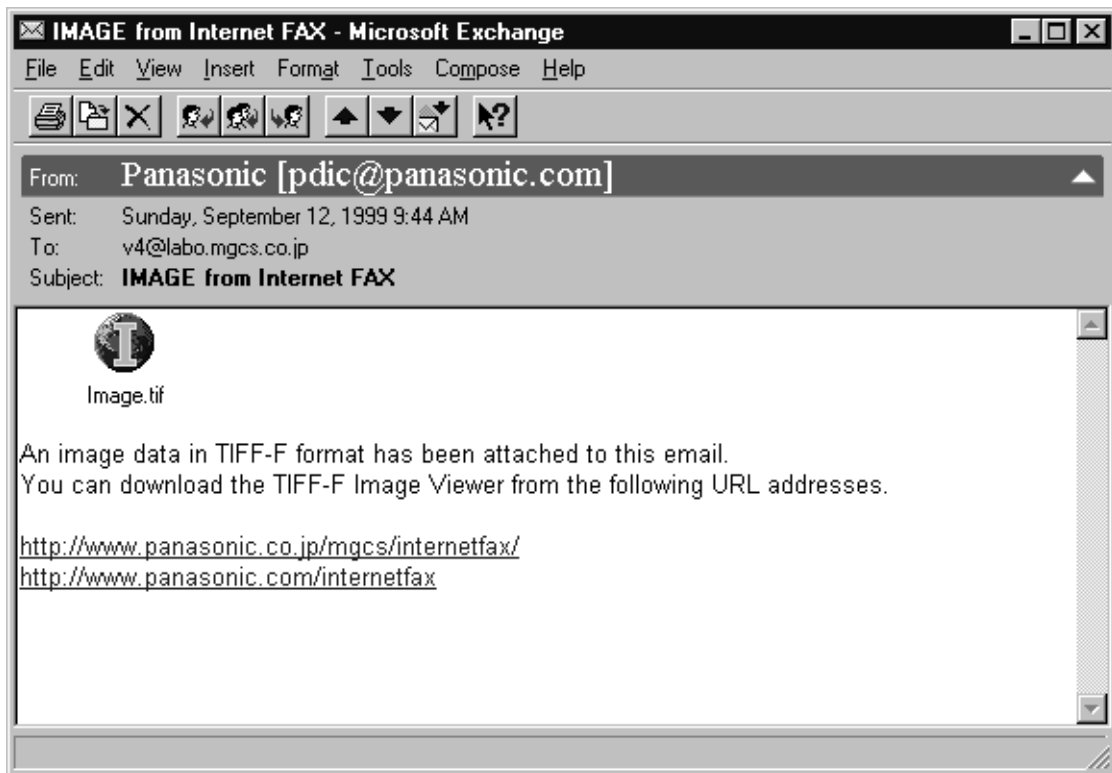 IMAGE from Internet FAX - Microsoft Exchange
File Edit View Insert Format Tools Compose Help
From: Panasonic [pdic@panasonic.com]
Sent: Sunday, September 12, 1999 9:44 AM
To: v4@labo.mgcs.co.jp
Subject: IMAGE from Internet FAX
I
Image.tif
An image data in TIFF-F format has been attached to this email.
You can download the TIFF-F Image Viewer from the following URL addresses.
http://www.panasonic.co.jp/mgcs/internetfax/
http://www.panasonic.com/internetfax